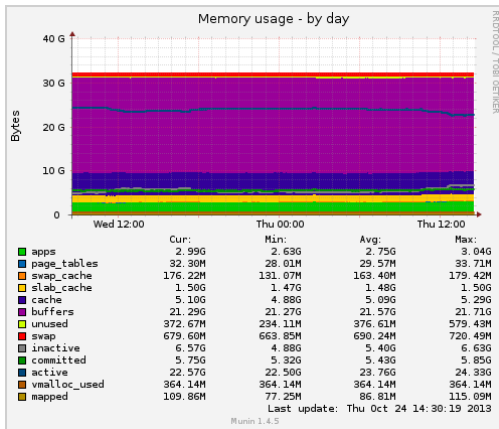 Memory usage - by day
RRDTOOL / TOBI OETIKER
Bytes
40 G
30 G
20 G
10 G
0
Wed 12:00 Thu 00:00 Thu 12:00
Cur: Min: Avg: Max:
apps 2.99G 2.63G 2.75G 3.04G
page_tables 32.30M 28.01M 29.57M 33.71M
swap_cache 176.22M 131.07M 163.40M 179.42M
slab_cache 1.50G 1.47G 1.48G 1.50G
cache 5.10G 4.88G 5.09G 5.29G
buffers 21.29G 21.27G 21.57G 21.71G
unused 372.67M 234.11M 376.61M 579.43M
swap 679.60M 663.85M 690.24M 720.49M
inactive 6.57G 4.88G 5.40G 6.63G
committed 5.75G 5.32G 5.43G 5.85G
active 22.57G 22.50G 23.76G 24.33G
vmalloc_used 364.14M 364.14M 364.14M 364.14M
mapped 109.86M 77.25M 86.81M 115.09M
Last update: Thu Oct 24 14:30:19 2013
Munin 1.4.5